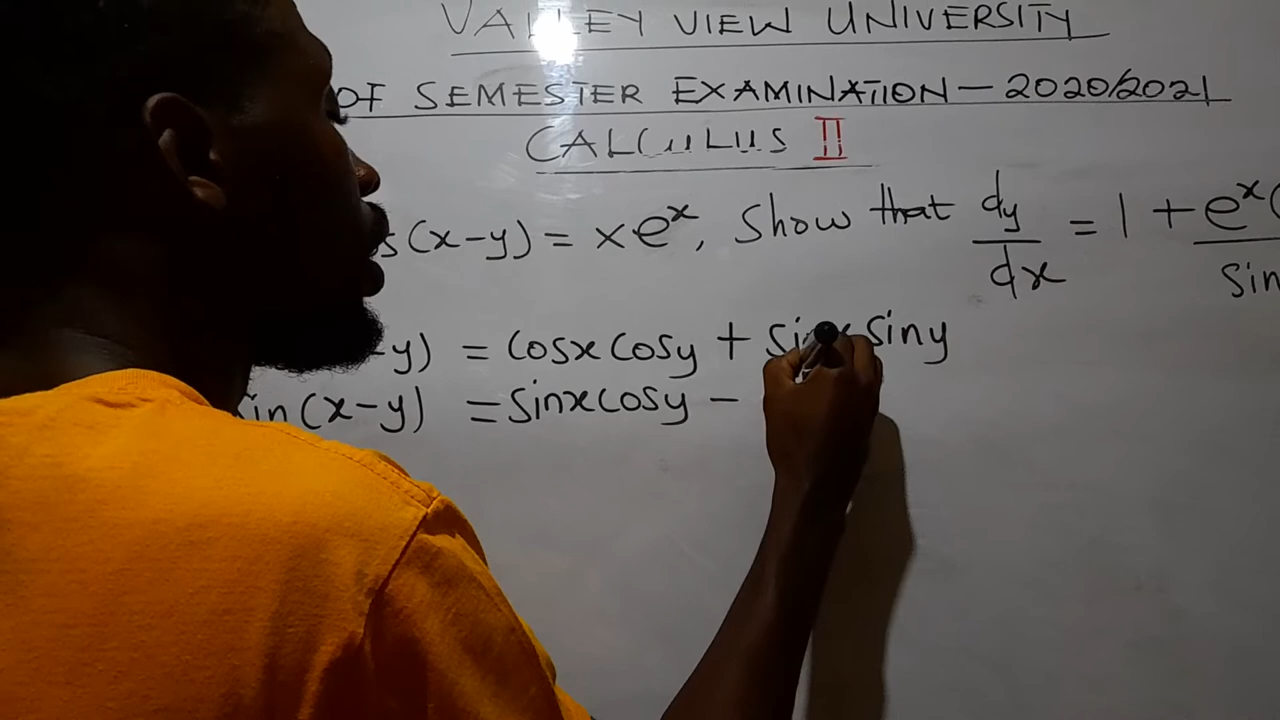 VALLEY VIEW UNIVERSITY
OF SEMESTER EXAMINATION - 2020/2021
CALCULUS II
(x-y) = xe^x, Show that dy/dx = 1 + e^x(
-y) = cosx cosy + sinx siny
in(x-y) = sinx cosy -